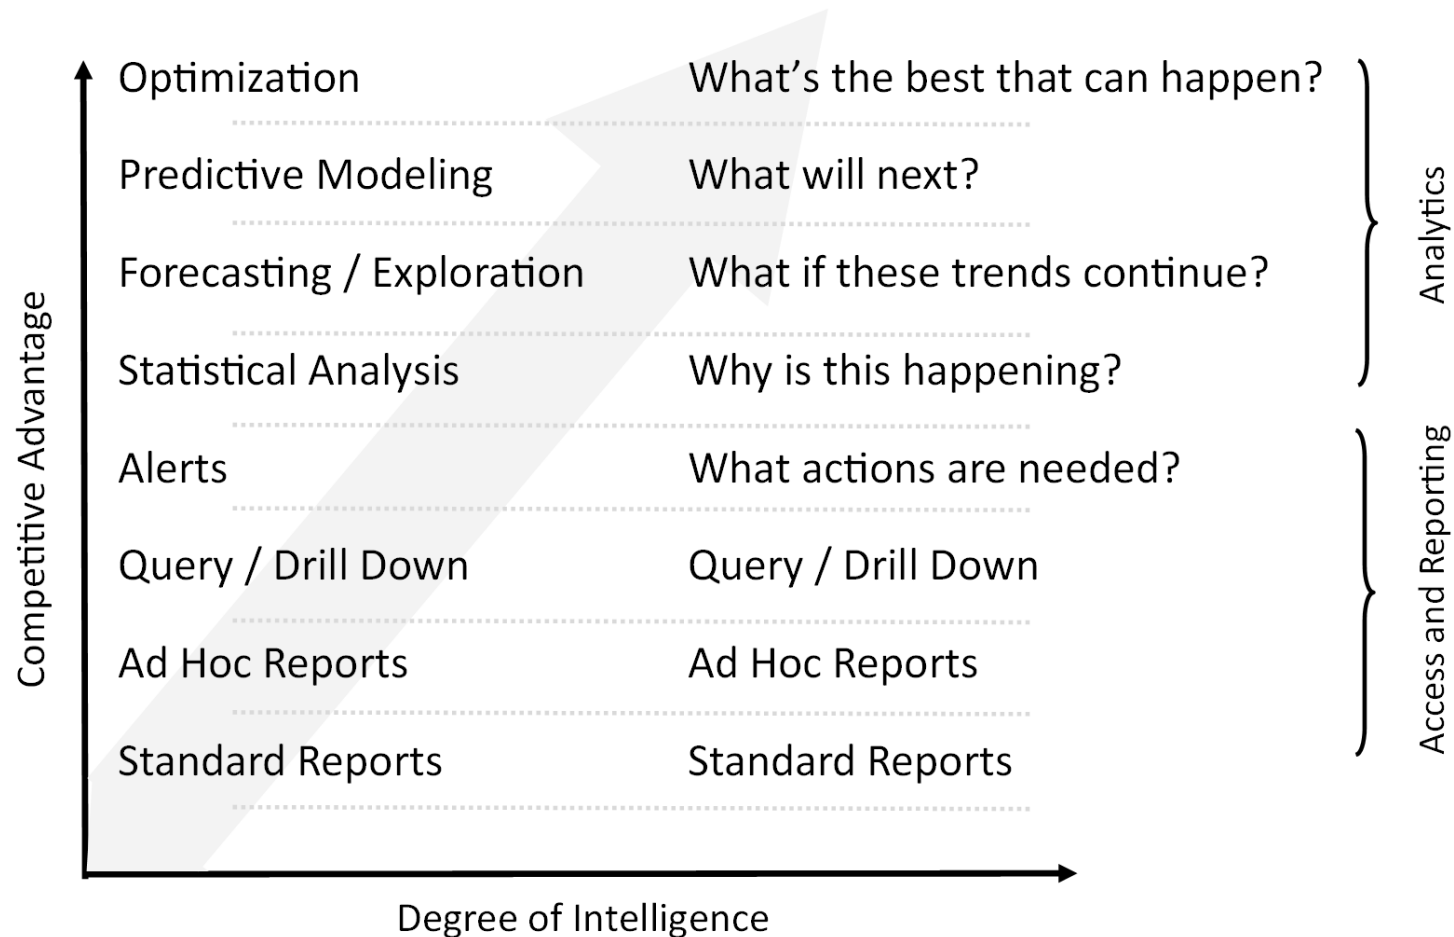 Optimization
What's the best that can happen?
Predictive Modeling
What will next?
Forecasting / Exploration
What if these trends continue?
Statistical Analysis
Why is this happening?
Alerts
What actions are needed?
Query / Drill Down
Query / Drill Down
Ad Hoc Reports
Ad Hoc Reports
Standard Reports
Standard Reports
Competitive Advantage
Degree of Intelligence
Analytics
Access and Reporting